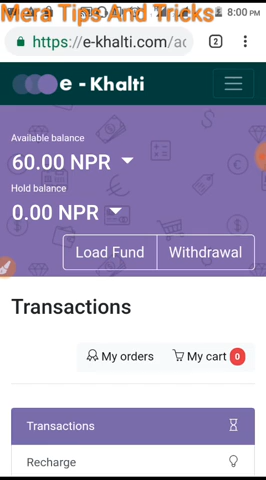 Mera Tips And Tricks
8:00 PM
https://e-khalti.com/ac
2
e - Khalti
Available balance
60.00 NPR
Hold balance
0.00 NPR
Load Fund
Withdrawal
Transactions
My orders
My cart 0
Transactions
Recharge